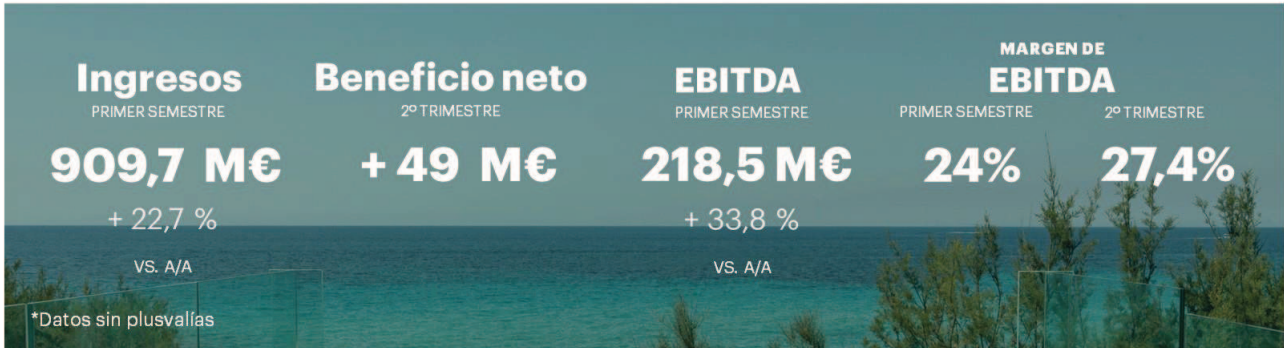 Ingresos
PRIMER SEMESTRE
909,7 M€
+ 22,7 %
VS. A/A
Beneficio neto
2º TRIMESTRE
+ 49 M€
EBITDA
PRIMER SEMESTRE
218,5 M€
+ 33,8 %
VS. A/A
MARGEN DE
EBITDA
PRIMER SEMESTRE
24%
2º TRIMESTRE
27,4%
*Datos sin plusvalías